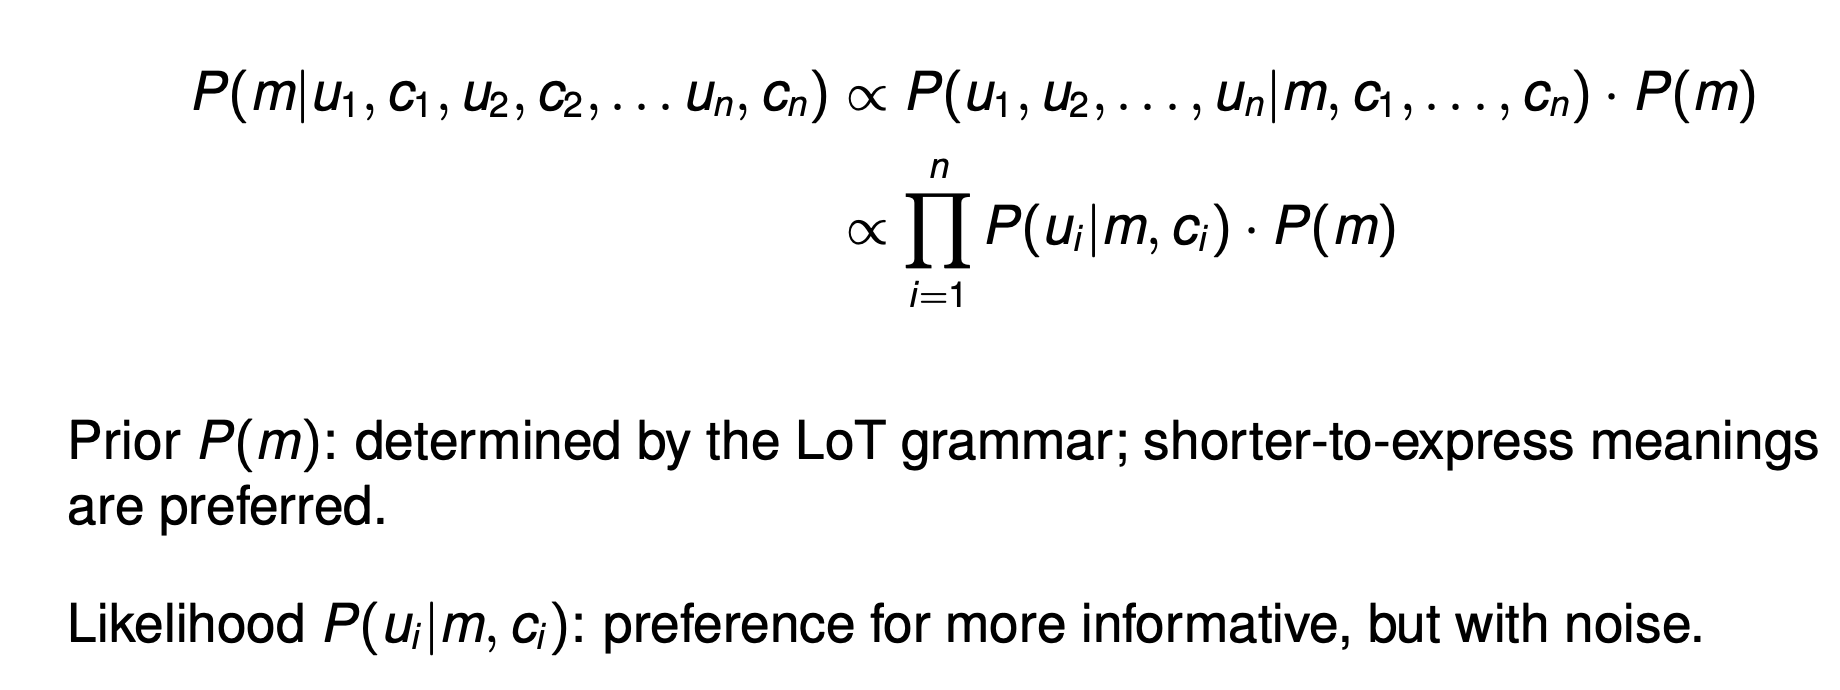 P(m|u₁, c₁, u₂, c₂, … uₙ, cₙ) ∝ P(u₁, u₂, …, uₙ|m, c₁, …, cₙ) · P(m)
∝ ∏ⁿᵢ₌₁ P(uᵢ|m, cᵢ) · P(m)
Prior P(m): determined by the LoT grammar; shorter-to-express meanings
are preferred.
Likelihood P(uᵢ|m, cᵢ): preference for more informative, but with noise.